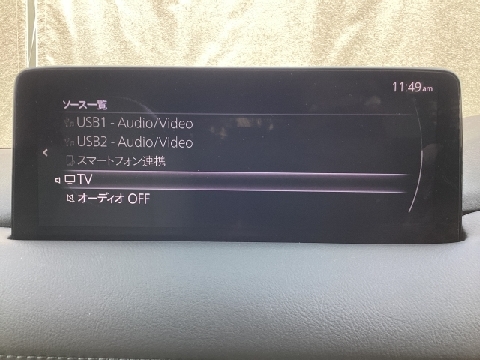 11:49am
ソース一覧
USB1 - Audio/Video
USB2 - Audio/Video
スマートフォン連携
TV
オーディオ OFF